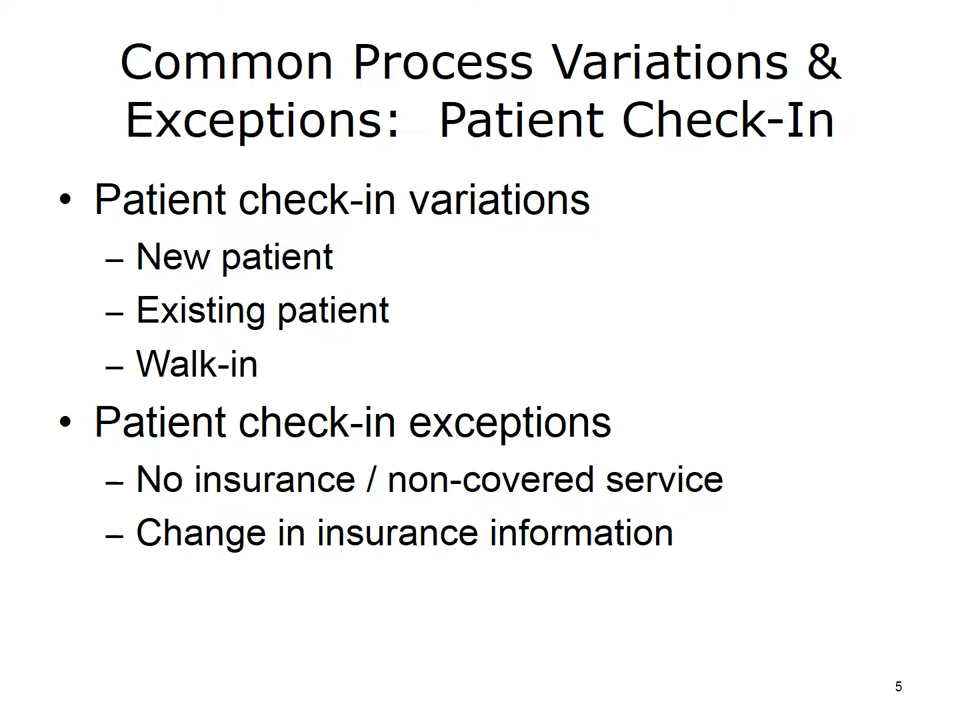 Common Process Variations &
Exceptions:  Patient Check-In
• Patient check-in variations
– New patient
– Existing patient
– Walk-in
• Patient check-in exceptions
– No insurance / non-covered service
– Change in insurance information
5